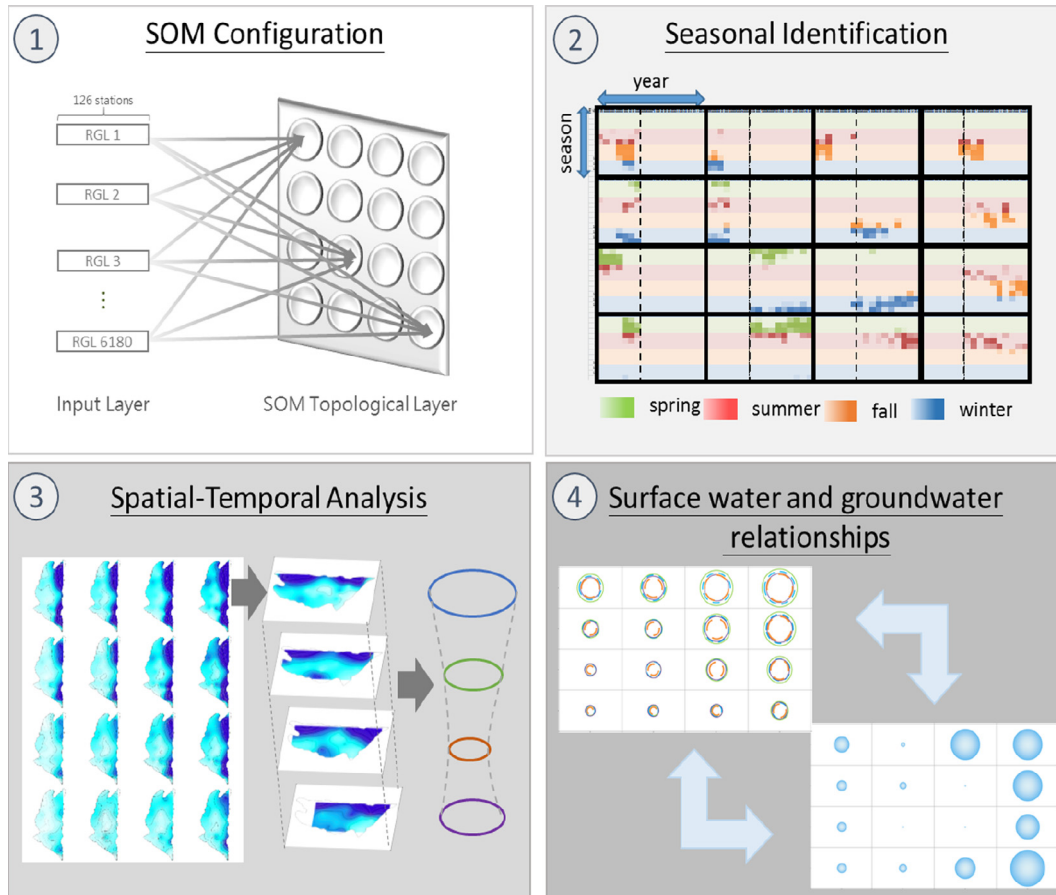 1
SOM Configuration
126 stations
RGL 1
RGL 2
RGL 3
⋮
RGL 6180
Input Layer
SOM Topological Layer
2
Seasonal Identification
year
season
spring
summer
fall
winter
3
Spatial-Temporal Analysis
4
Surface water and groundwater
relationships